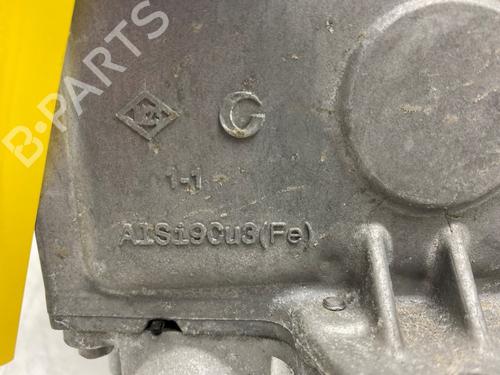 B-PARTS
G
1-1
AlSi9Cu3(Fe)